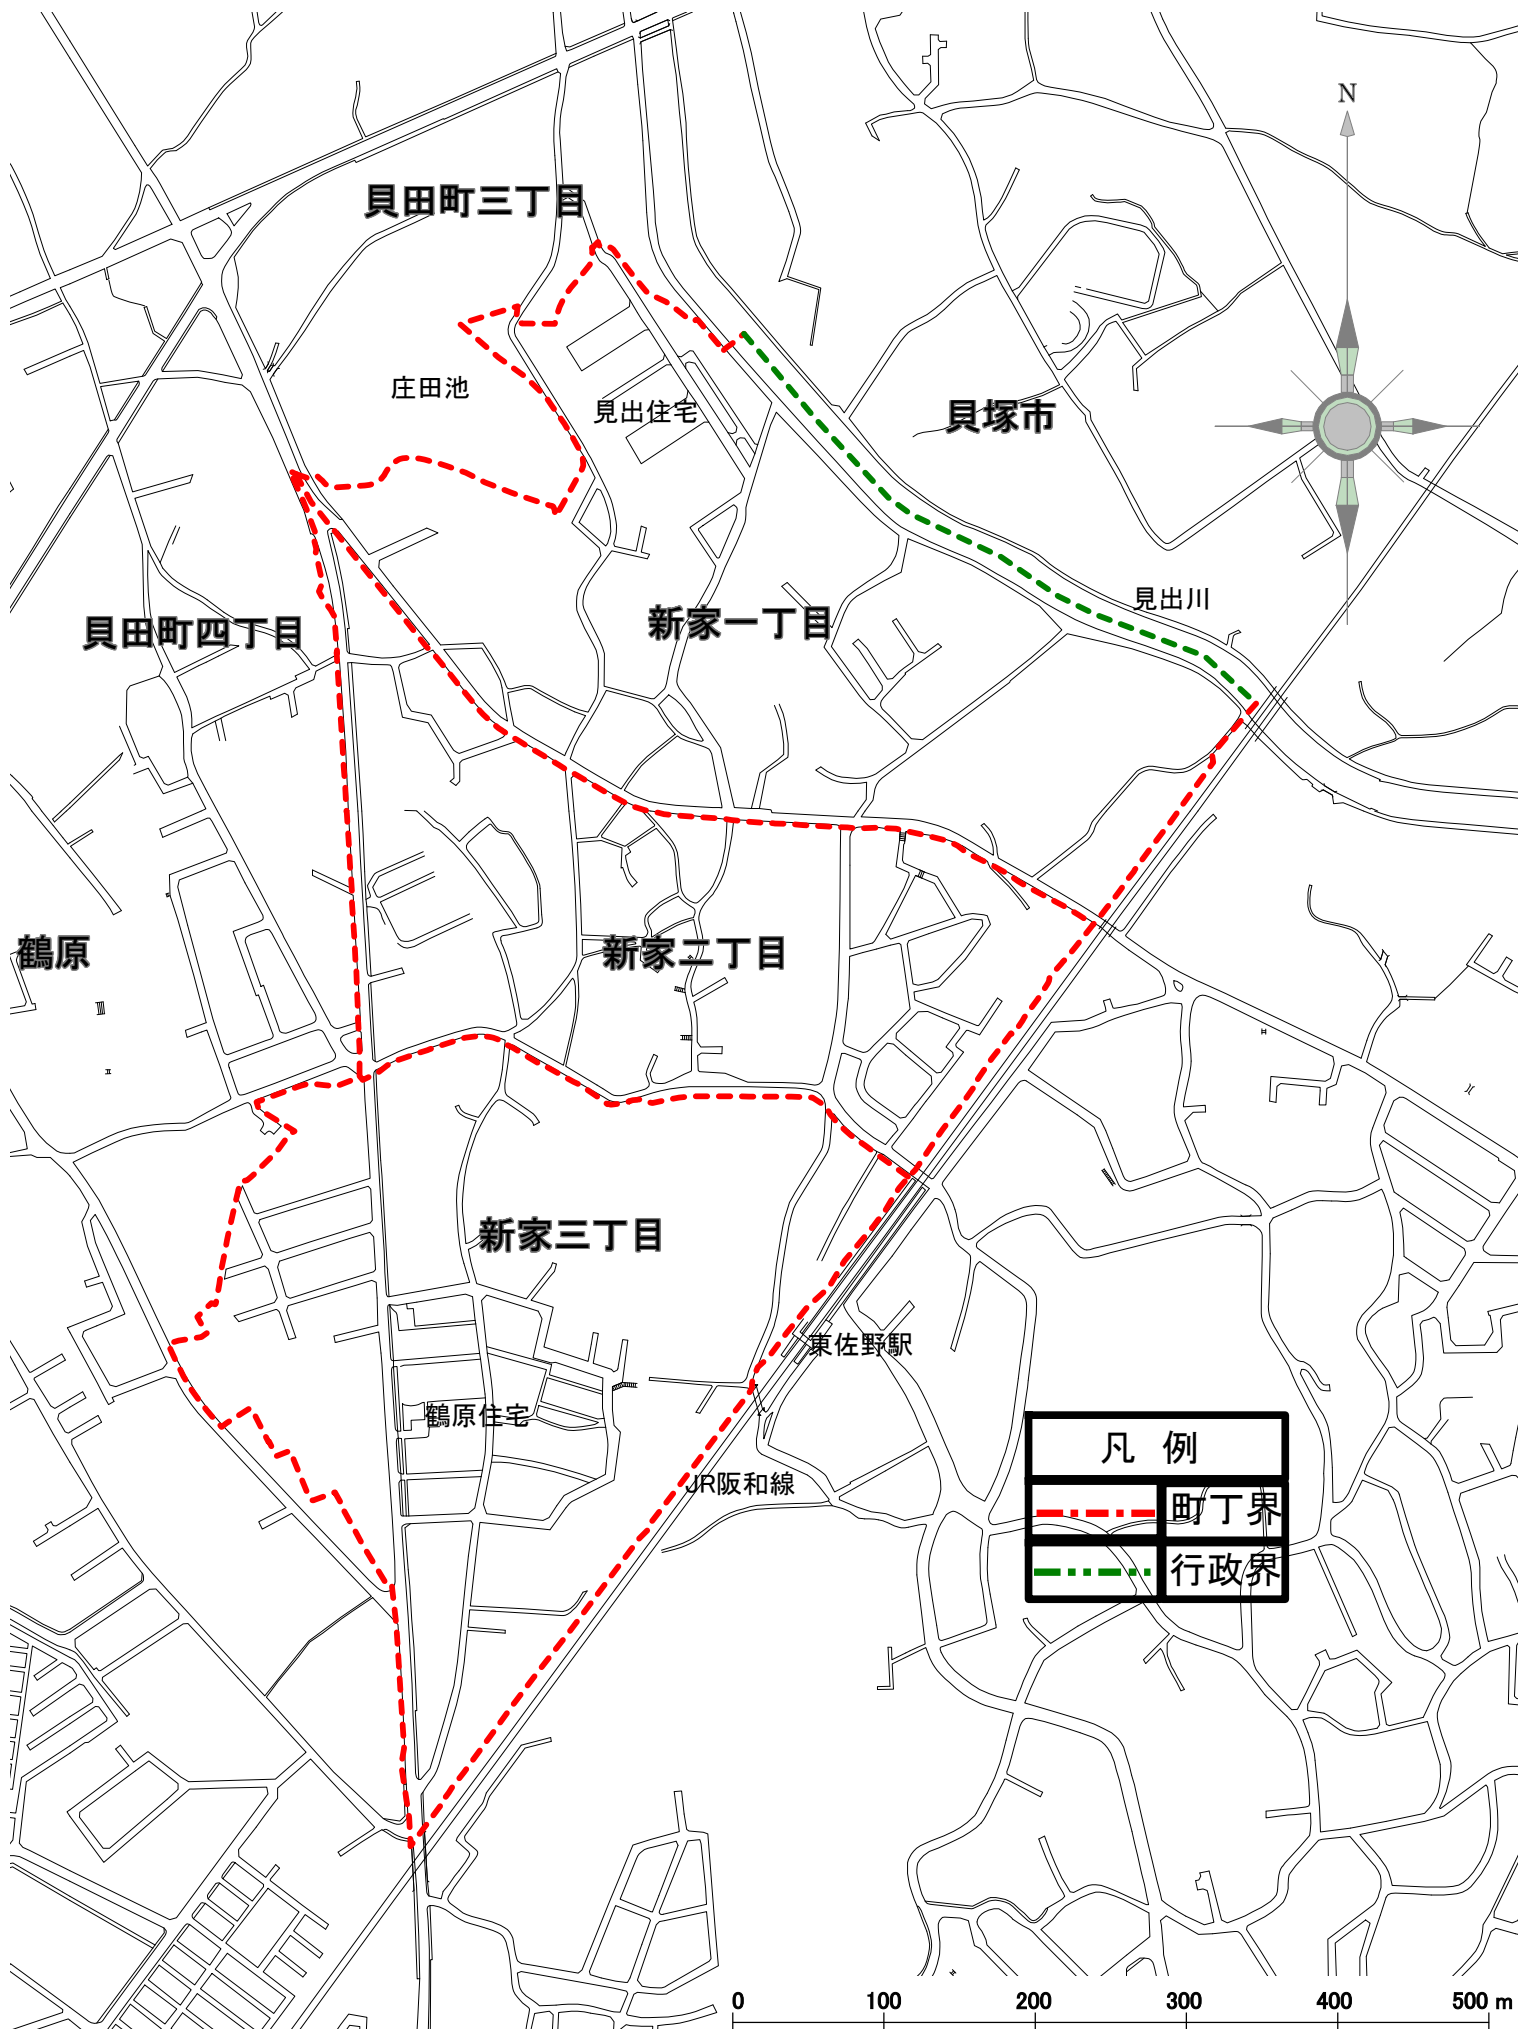 N
貝田町三丁目
庄田池
見出住宅
貝塚市
見出川
新家一丁目
貝田町四丁目
鶴原
新家二丁目
新家三丁目
東佐野駅
鶴原住宅
JR阪和線
凡 例
町丁界
行政界
0 100 200 300 400 500 m